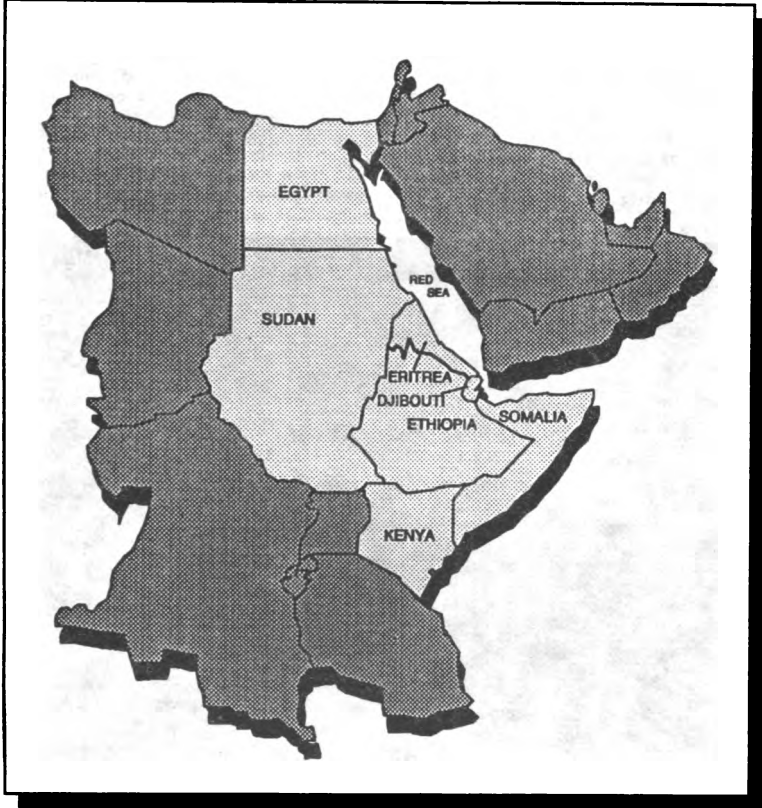 EGYPT
RED
SEA
SUDAN
ERITREA
DJIBOUTI
ETHIOPIA
SOMALIA
KENYA